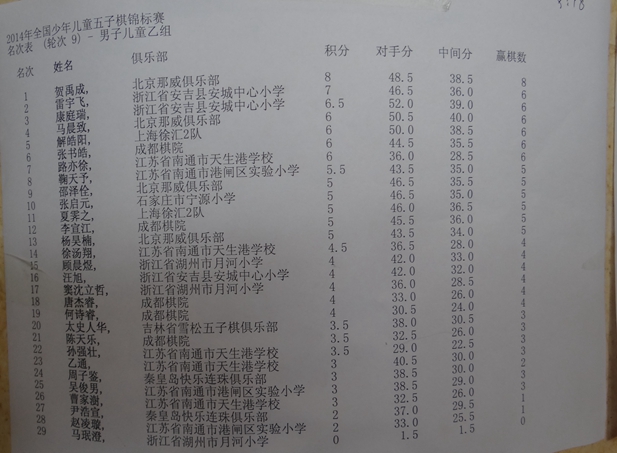 2014年全国少年儿童五子棋锦标赛
名次表 (轮次 9) - 男子儿童乙组
名次 姓名 俱乐部 积分 对手分 中间分 赢棋数
1 贺禹成, 北京那威俱乐部 8 48.5 38.5 8
2 雷宇飞, 浙江省安吉县安城中心小学 7 46.5 36.0 6
3 康庭瑞, 浙江省安吉县安城中心小学 6.5 52.0 39.0 6
4 马晨致, 北京那威俱乐部 6 50.5 40.0 6
5 解皓阳, 上海徐汇2队 6 50.0 38.5 6
6 张书皓, 成都棋院 6 44.5 35.5 6
7 路亦徐, 江苏省南通市天生港学校 6 36.0 28.5 5
8 鞠天予, 江苏省南通市港闸区实验小学 5.5 43.5 35.0 5
9 邵泽佺, 北京那威俱乐部 5 46.5 35.5 5
10 张启元, 石家庄市宁源小学 5 46.5 35.0 5
11 夏霁之, 上海徐汇2队 5 46.0 36.5 5
12 李宣江, 成都棋院 5 45.5 36.0 5
13 杨昊楠, 北京那威俱乐部 5 43.5 34.0 5
14 徐汤翔, 江苏省南通市天生港学校 4.5 36.5 28.0 4
15 顾晨煜, 浙江省湖州市月河小学 4 42.0 33.0 4
16 汪旭, 浙江省安吉县安城中心小学 4 42.0 32.0 4
17 窦沈立哲, 浙江省湖州市月河小学 4 36.0 28.0 4
18 唐杰睿, 成都棋院 4 33.0 26.0 4
19 何诗睿, 成都棋院 4 30.5 24.0 3
20 太史人华, 吉林省雪松五子棋俱乐部 3.5 38.0 30.0 3
21 陈天乐, 成都棋院 3.5 32.5 26.0 3
22 孙强壮, 江苏省南通市天生港学校 3.5 29.0 22.5 3
23 乙通, 江苏省南通市天生港学校 3 40.5 30.0 2
24 周子鉴, 秦皇岛快乐连珠俱乐部 3 38.5 30.0 3
25 吴俊男, 江苏省南通市港闸区实验小学 3 38.5 29.0 3
26 曹家澍, 江苏省南通市天生港学校 3 32.5 26.0 3
27 尹浩宣, 秦皇岛快乐连珠俱乐部 2 37.0 29.5 1
28 赵凌骏, 江苏省南通市港闸区实验小学 2 33.0 25.5 1
29 马珉澄, 浙江省湖州市月河小学 0 1.5 1.5 0